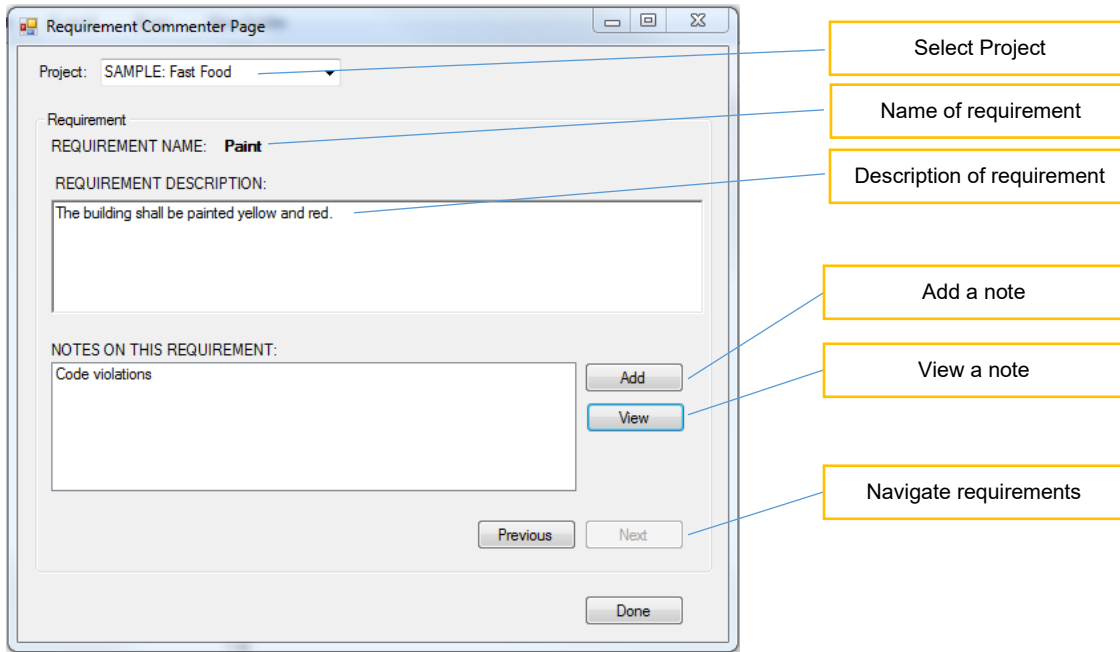 Requirement Commenter Page
Project: SAMPLE: Fast Food
Select Project
Requirement
REQUIREMENT NAME: Paint
Name of requirement
REQUIREMENT DESCRIPTION:
Description of requirement
The building shall be painted yellow and red.
Add a note
NOTES ON THIS REQUIREMENT:
Code violations
Add
View a note
View
Navigate requirements
Previous
Next
Done